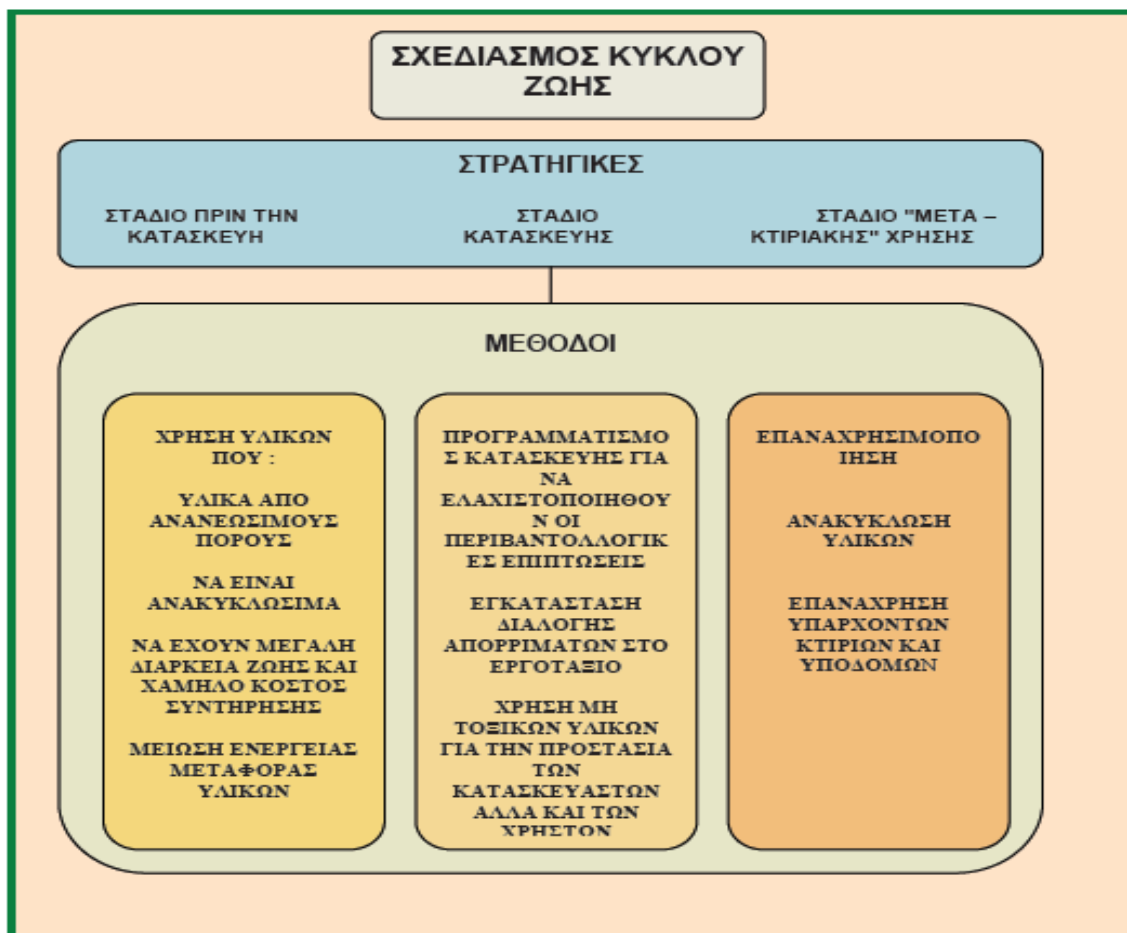 ΣΧΕΔΙΑΣΜΟΣ ΚΥΚΛΟΥ
ΖΩΗΣ
ΣΤΡΑΤΗΓΙΚΕΣ
ΣΤΑΔΙΟ ΠΡΙΝ ΤΗΝ
ΚΑΤΑΣΚΕΥΗ
ΣΤΑΔΙΟ
ΚΑΤΑΣΚΕΥΗΣ
ΣΤΑΔΙΟ "ΜΕΤΑ –
ΚΤΙΡΙΑΚΗΣ" ΧΡΗΣΗΣ
ΜΕΘΟΔΟΙ
ΧΡΗΣΗ ΥΛΙΚΩΝ
ΠΟΥ :
ΥΛΙΚΑ ΑΠΟ
ΑΝΑΝΕΩΣΙΜΟΥΣ
ΠΟΡΟΥΣ
ΝΑ ΕΙΝΑΙ
ΑΝΑΚΥΚΛΩΣΙΜΑ
ΝΑ ΕΧΟΥΝ ΜΕΓΑΛΗ
ΔΙΑΡΚΕΙΑ ΖΩΗΣ ΚΑΙ
ΧΑΜΗΛΟ ΚΟΣΤΟΣ
ΣΥΝΤΗΡΗΣΗΣ
ΜΕΙΩΣΗ ΕΝΕΡΓΕΙΑΣ
ΜΕΤΑΦΟΡΑΣ
ΥΛΙΚΩΝ
ΠΡΟΓΡΑΜΜΑΤΙΣΜΟ
Σ ΚΑΤΑΣΚΕΥΗΣ ΓΙΑ
ΝΑ
ΕΛΑΧΙΣΤΟΠΟΙΗΘΟΥ
Ν ΟΙ
ΠΕΡΙΒΑΝΤΟΛΛΟΓΙΚ
ΕΣ ΕΠΙΠΤΩΣΕΙΣ
ΕΓΚΑΤΑΣΤΑΣΗ
ΔΙΑΛΟΓΗΣ
ΑΠΟΡΡΙΜΑΤΩΝ ΣΤΟ
ΕΡΓΟΤΑΞΙΟ
ΧΡΗΣΗ ΜΗ
ΤΟΞΙΚΩΝ ΥΛΙΚΩΝ
ΓΙΑ ΤΗΝ ΠΡΟΣΤΑΣΙΑ
ΤΩΝ
ΚΑΤΑΣΚΕΥΑΣΤΩΝ
ΑΛΛΑ ΚΑΙ ΤΩΝ
ΧΡΗΣΤΩΝ
ΕΠΑΝΑΧΡΗΣΙΜΟΠΟ
ΙΗΣΗ
ΑΝΑΚΥΚΛΩΣΗ
ΥΛΙΚΩΝ
ΕΠΑΝΑΧΡΗΣΗ
ΥΠΑΡΧΟΝΤΩΝ
ΚΤΙΡΙΩΝ ΚΑΙ
ΥΠΟΔΟΜΩΝ